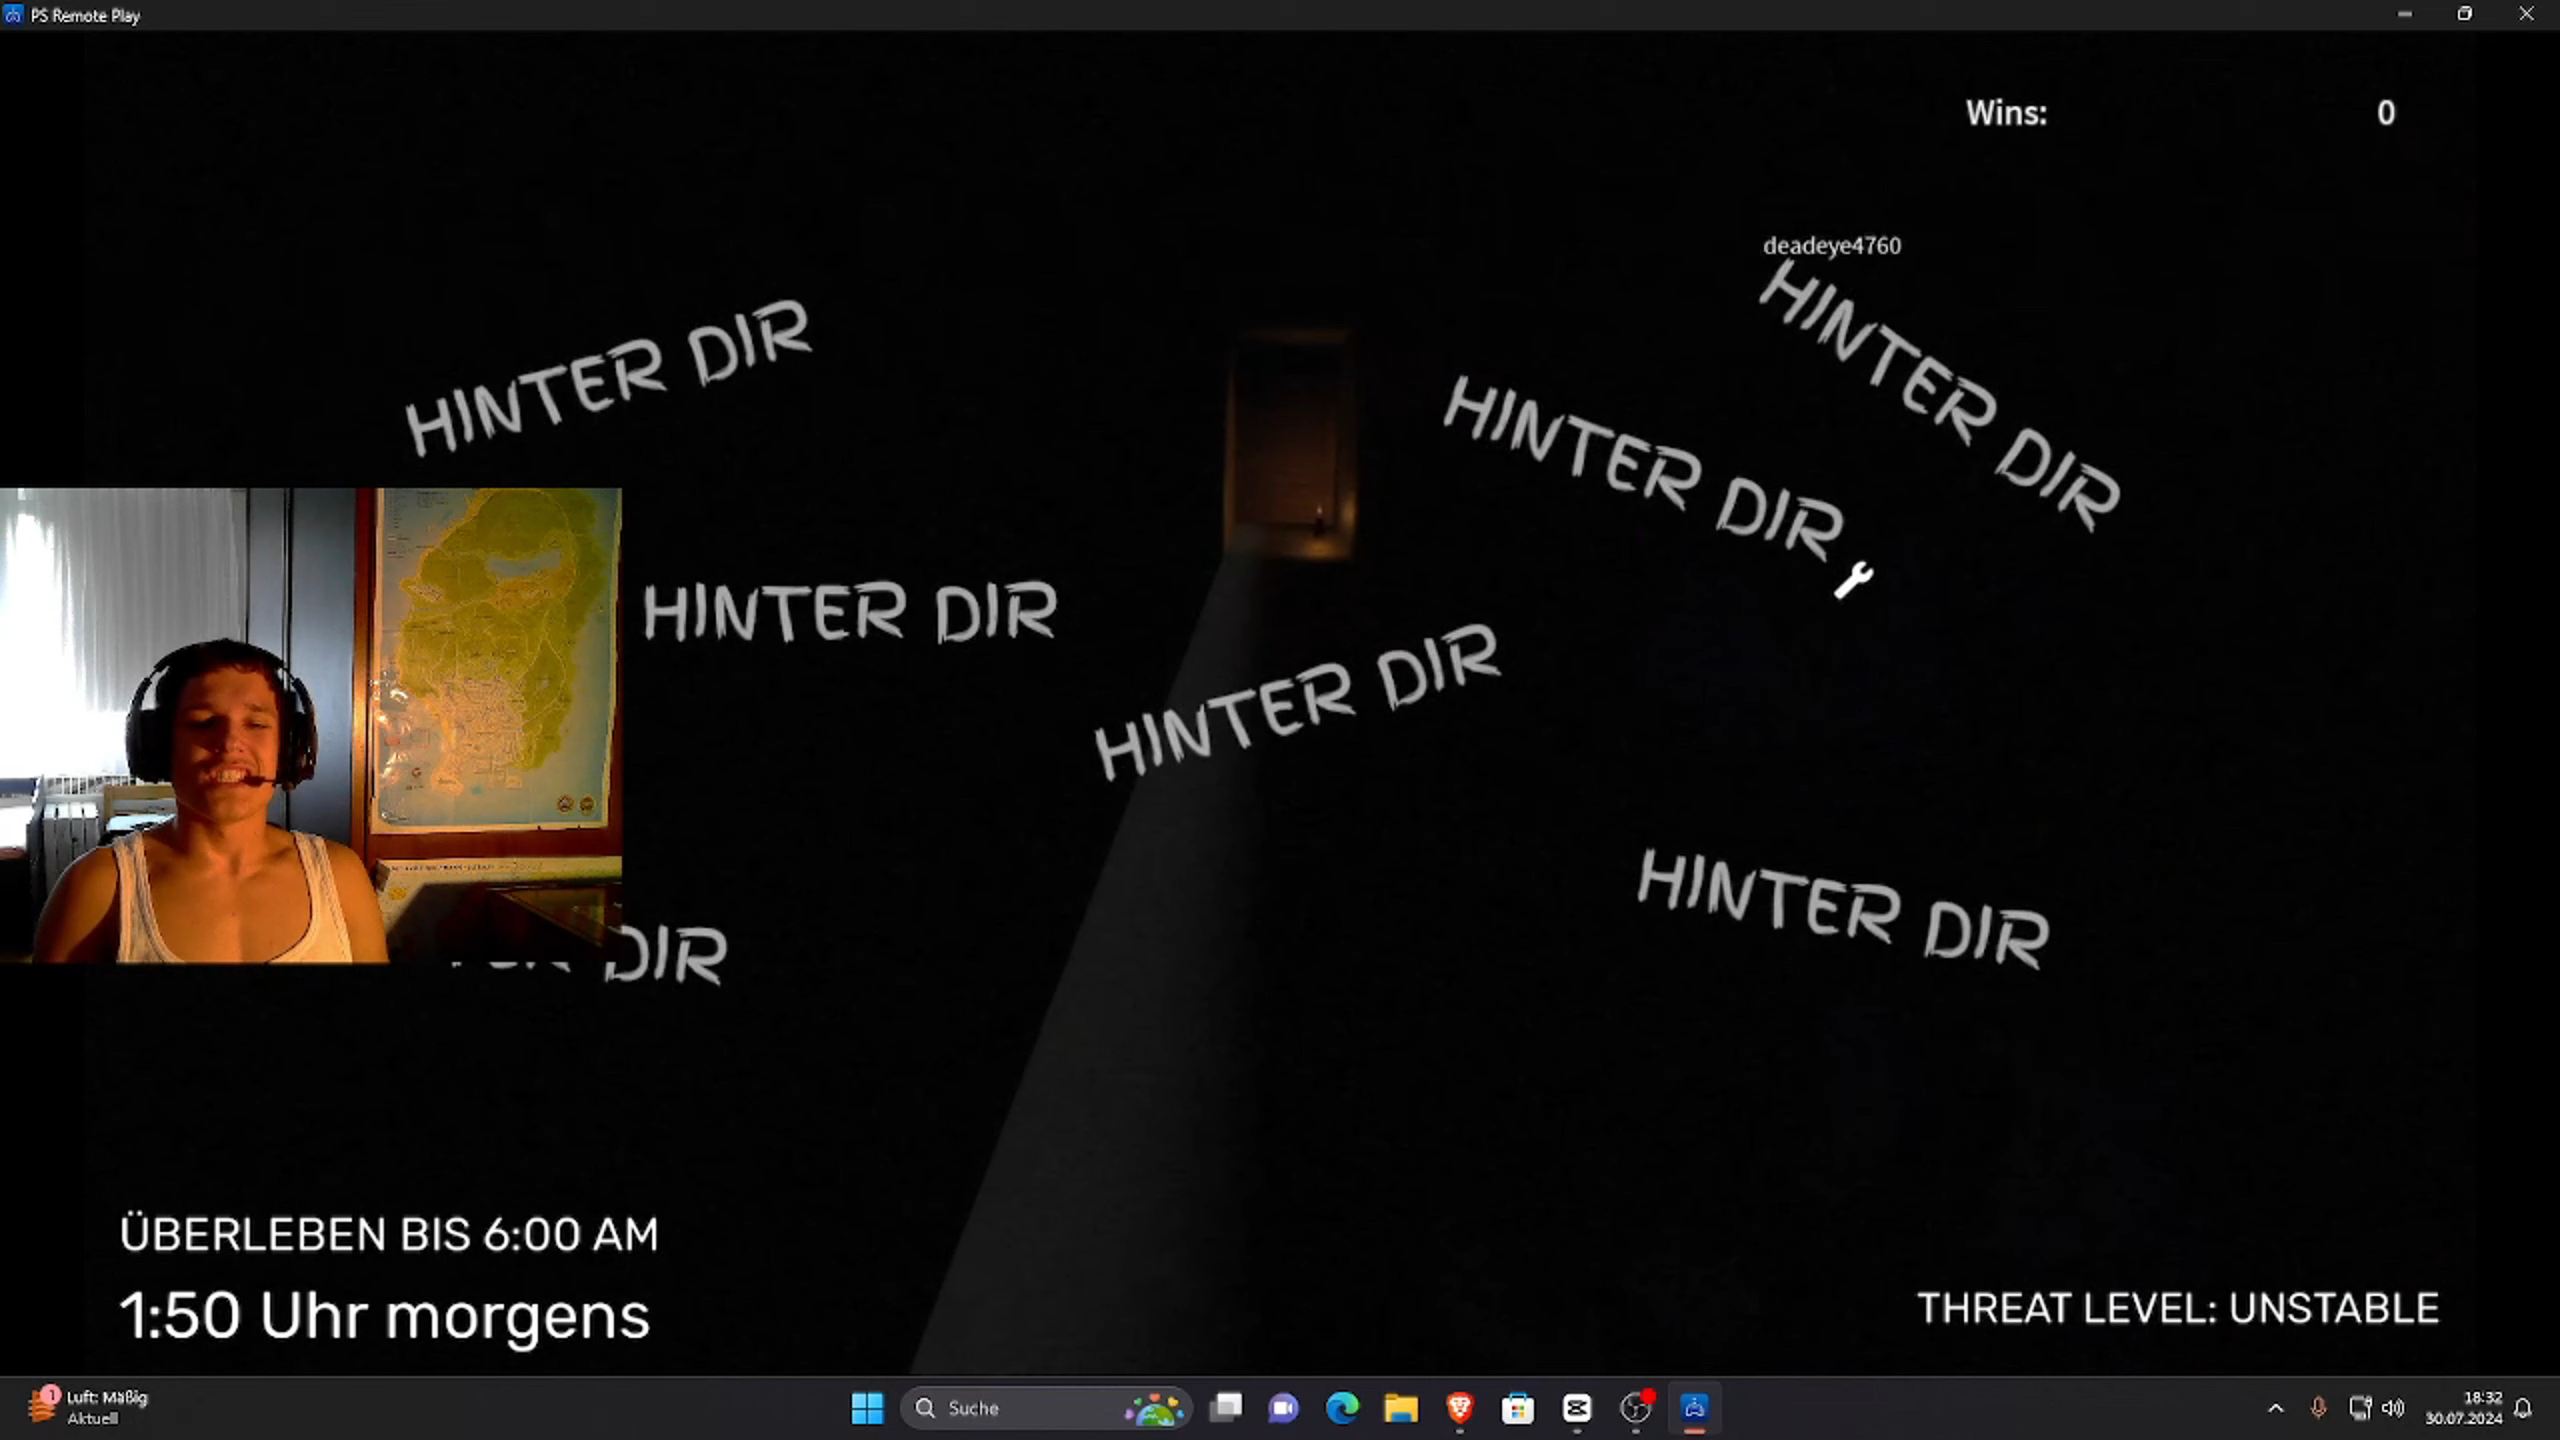 PS Remote Play
Wins: 0
deadeye4760
HINTER DIR
HINTER DIR
HINTER DIR
HINTER DIR
HINTER DIR
HINTER DIR
DIR
ÜBERLEBEN BIS 6:00 AM
1:50 Uhr morgens
THREAT LEVEL: UNSTABLE
1
Luft: Mäßig
Aktuell
Suche
18:32
30.07.2024